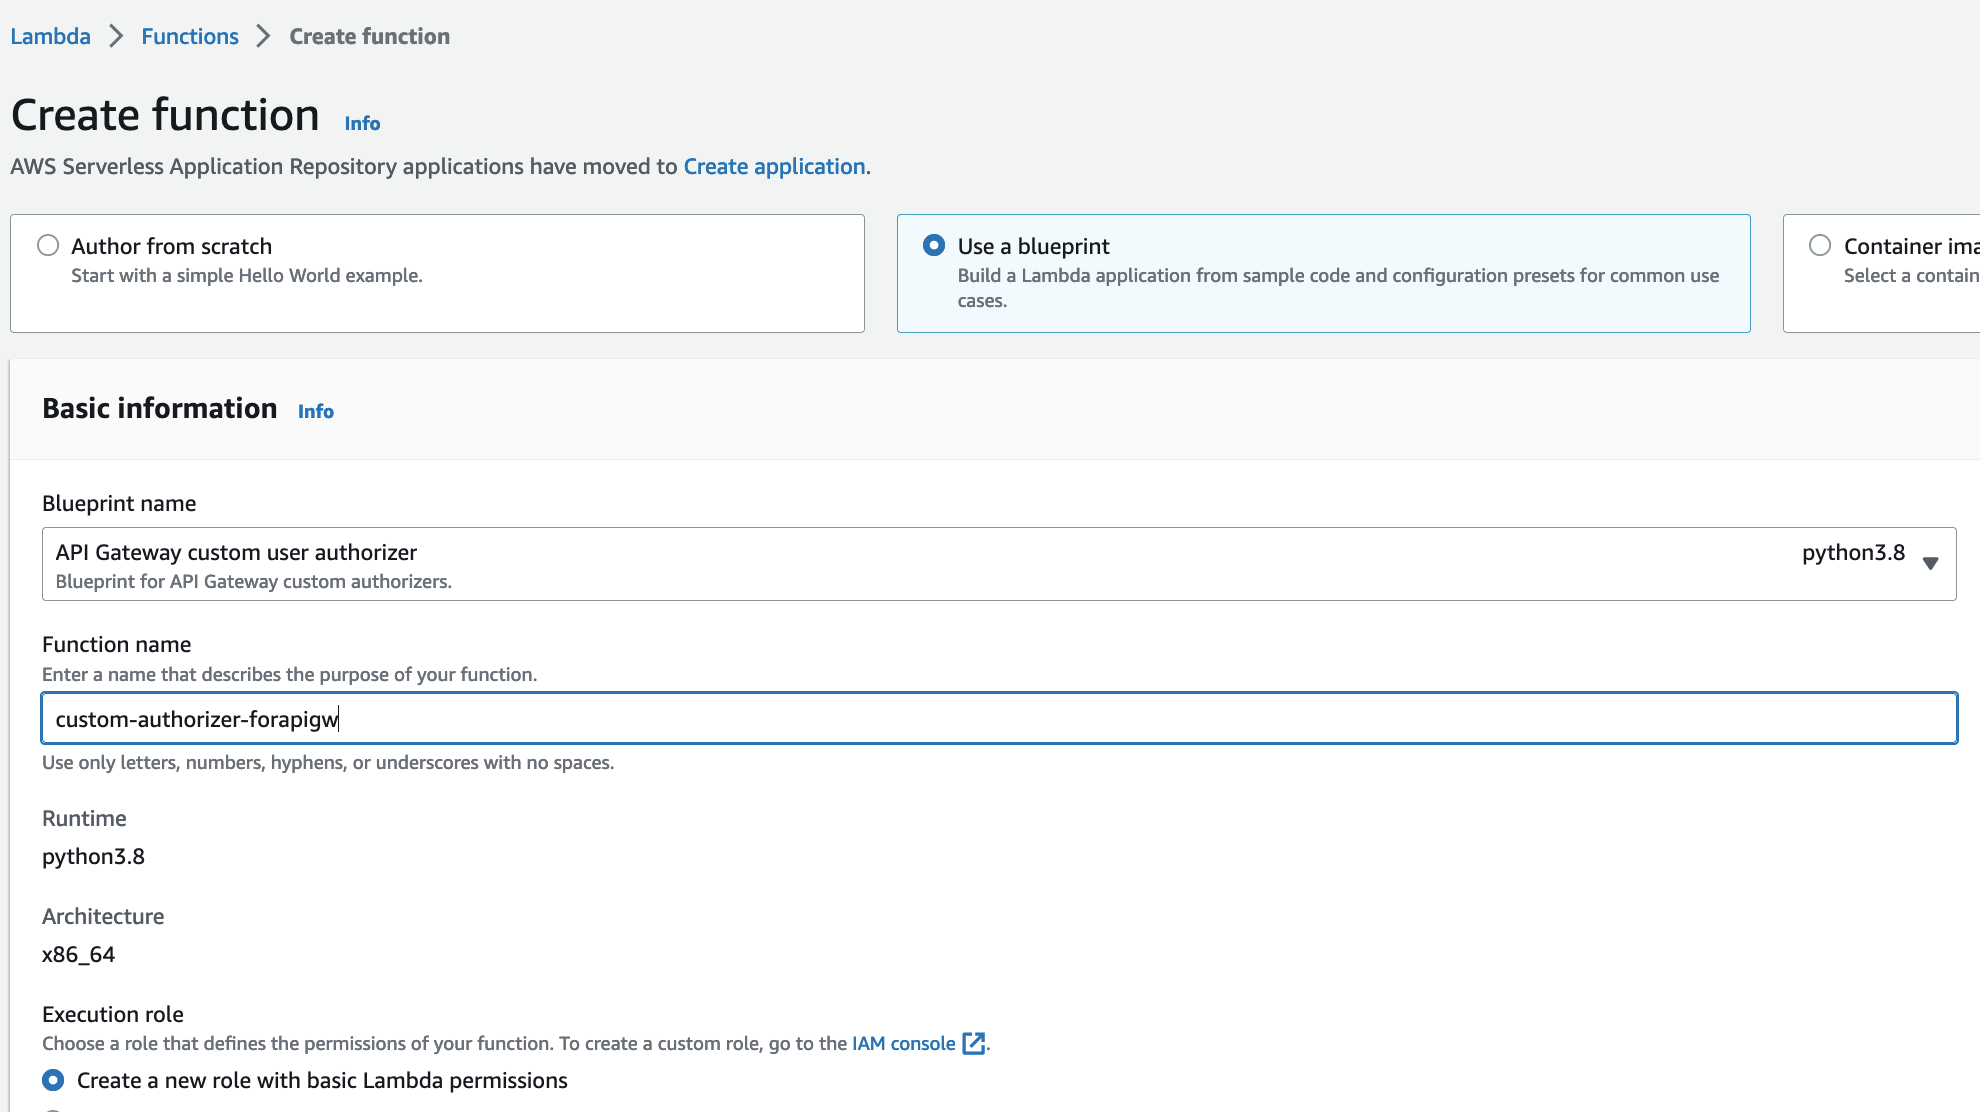 Lambda > Functions > Create function
Create function Info
AWS Serverless Application Repository applications have moved to Create application.
Author from scratch
Start with a simple Hello World example.
Use a blueprint
Build a Lambda application from sample code and configuration presets for common use
cases.
Container ima
Select a contain
Basic information Info
Blueprint name
API Gateway custom user authorizer
python3.8
Blueprint for API Gateway custom authorizers.
Function name
Enter a name that describes the purpose of your function.
custom-authorizer-forapigw
Use only letters, numbers, hyphens, or underscores with no spaces.
Runtime
python3.8
Architecture
x86_64
Execution role
Choose a role that defines the permissions of your function. To create a custom role, go to the IAM console.
Create a new role with basic Lambda permissions